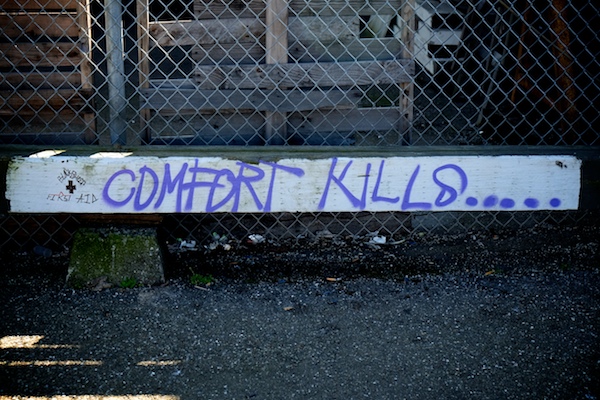 COMFORT KILLS.....
FIRST AID